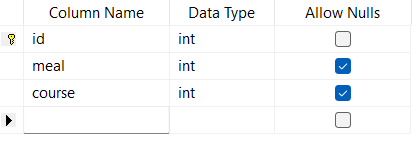 Column Name Data Type Allow Nulls
id int
meal int
course int